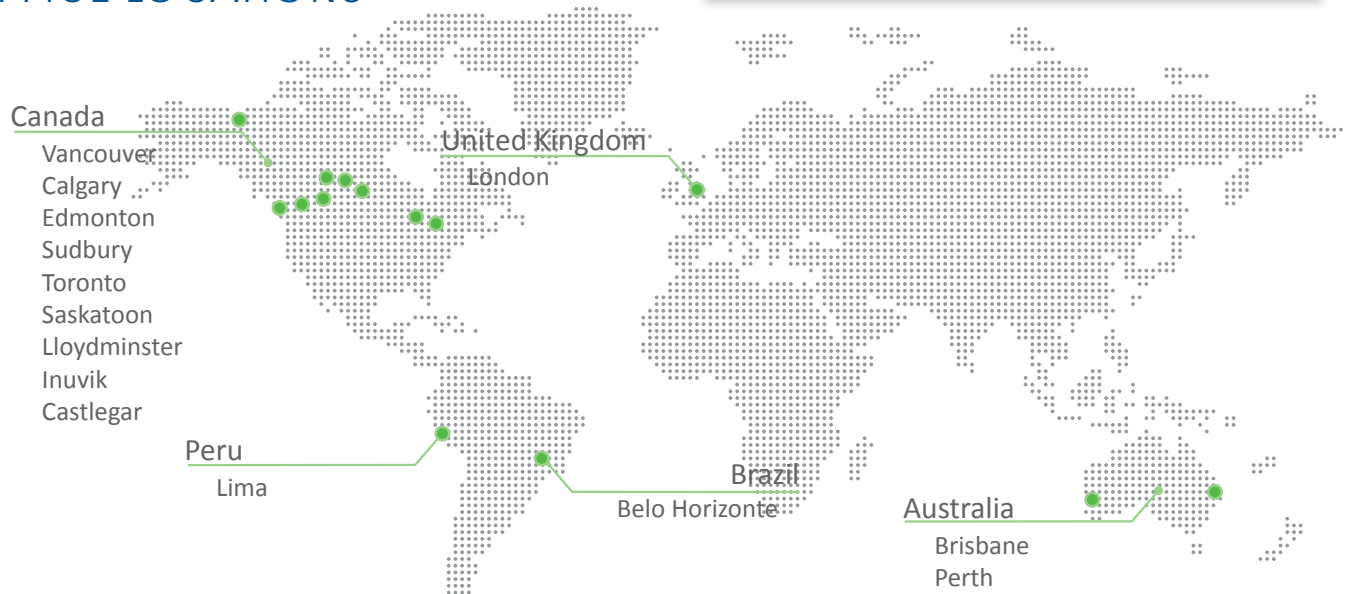 LOCATIONS
Canada
Vancouver
Calgary
Edmonton
Sudbury
Toronto
Saskatoon
Lloydminster
Inuvik
Castlegar
United Kingdom
London
Peru
Lima
Brazil
Belo Horizonte
Australia
Brisbane
Perth